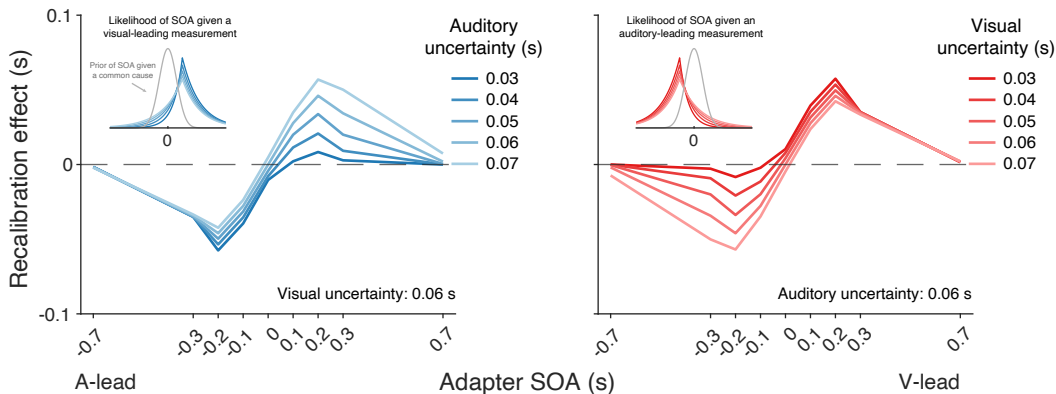 0.1
0
-0.1
Recalibration effect (s)
Likelihood of SOA given a
visual-leading measurement
Prior of SOA given
a common cause
0
Auditory
uncertainty (s)
0.03
0.04
0.05
0.06
0.07
Visual uncertainty: 0.06 s
-0.7
-0.3
-0.2
-0.1
0
0.1
0.2
0.3
0.7
Likelihood of SOA given an
auditory-leading measurement
0
Visual
uncertainty (s)
0.03
0.04
0.05
0.06
0.07
Auditory uncertainty: 0.06 s
-0.7
-0.3
-0.2
-0.1
0
0.1
0.2
0.3
0.7
A-lead
Adapter SOA (s)
V-lead